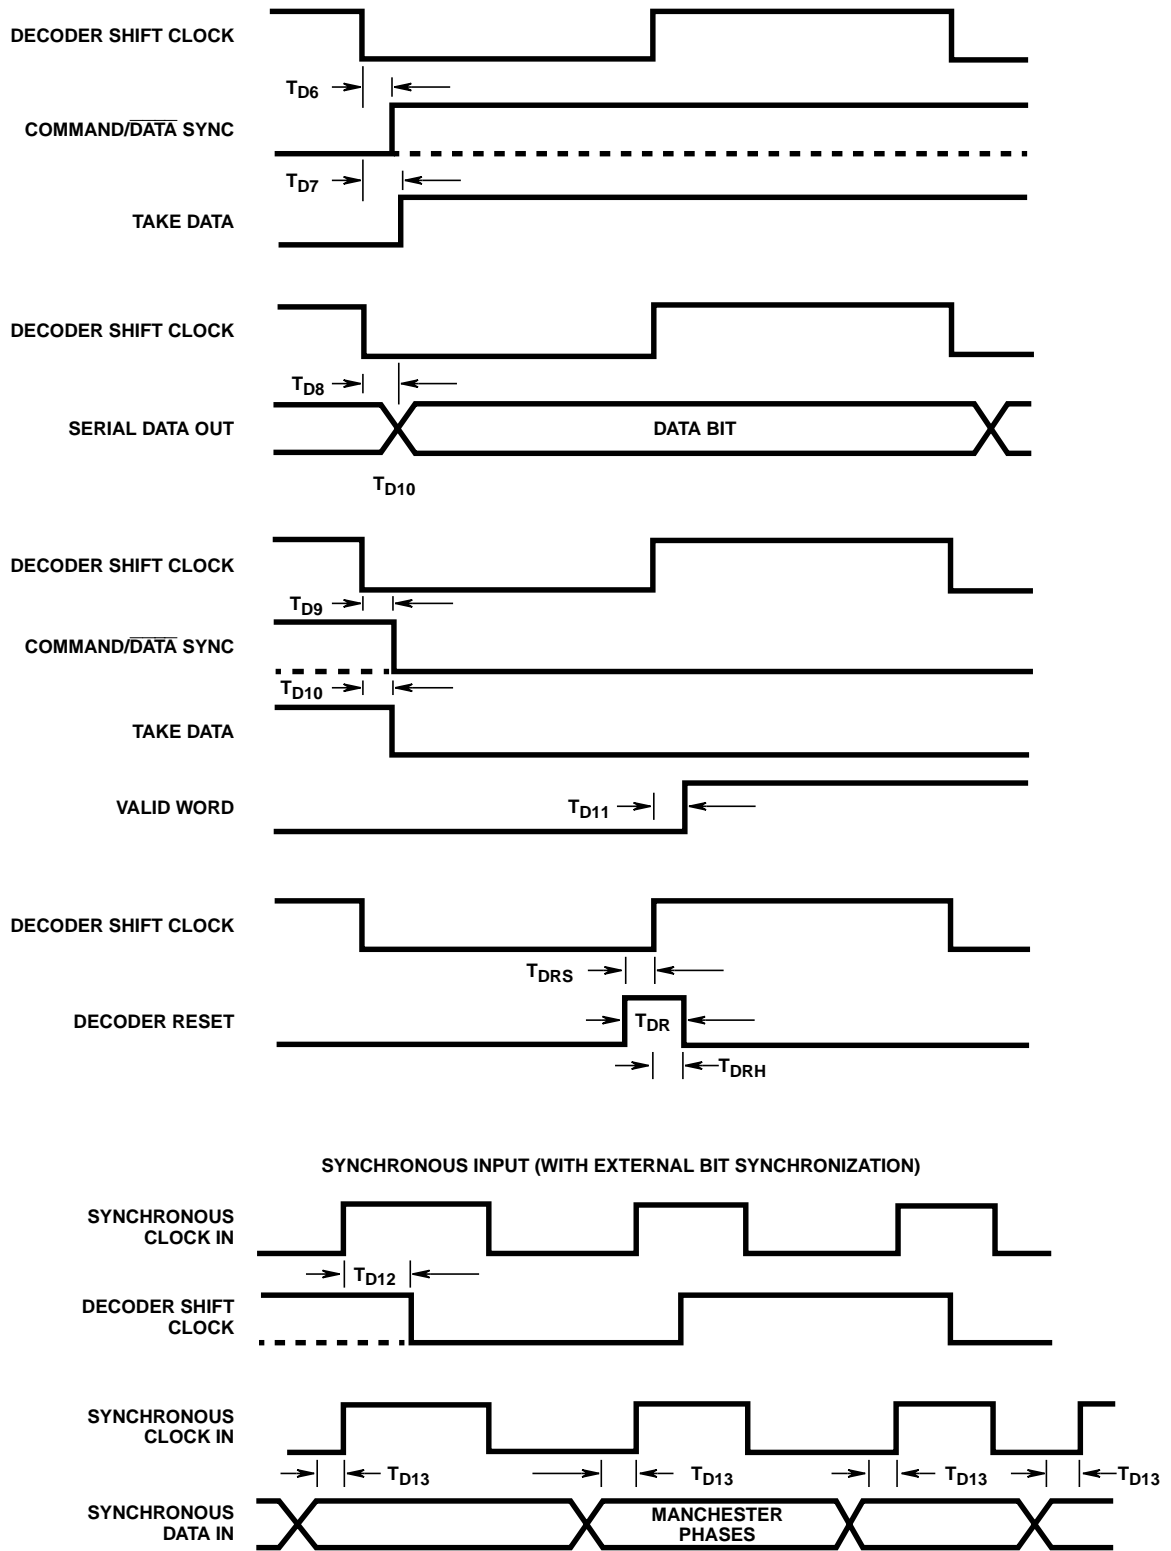 DECODER SHIFT CLOCK
TD6
COMMAND/DATA SYNC
TD7
TAKE DATA
DECODER SHIFT CLOCK
TD8
SERIAL DATA OUT
DATA BIT
TD10
DECODER SHIFT CLOCK
TD9
COMMAND/DATA SYNC
TD10
TAKE DATA
VALID WORD
TD11
DECODER SHIFT CLOCK
TDRS
DECODER RESET
TDR
TDRH
SYNCHRONOUS INPUT (WITH EXTERNAL BIT SYNCHRONIZATION)
SYNCHRONOUS
CLOCK IN
TD12
DECODER SHIFT
CLOCK
SYNCHRONOUS
CLOCK IN
TD13
TD13
TD13
TD13
SYNCHRONOUS
DATA IN
MANCHESTER
PHASES